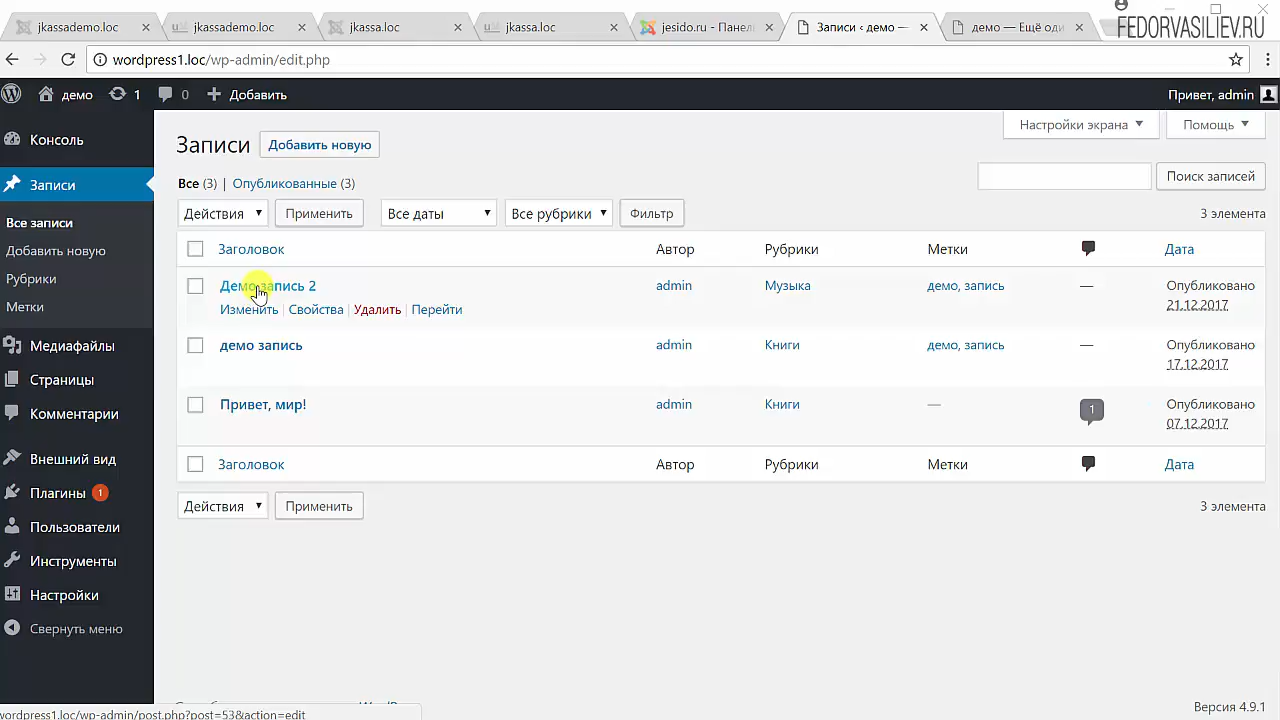 jkassademo.loc
jkassademo.loc
jkassa.loc
jkassa.loc
jesido.ru - Панел
Записи ‹ демо —
демо — Ещё оди
FEDORVASILIEV.RU
wordpress1.loc/wp-admin/edit.php
демо 1 0 Добавить Привет, admin
Консоль
Записи
Все записи
Добавить новую
Рубрики
Метки
Медиафайлы
Страницы
Комментарии
Внешний вид
Плагины 1
Пользователи
Инструменты
Настройки
Свернуть меню
Настройки экрана Помощь
Записи Добавить новую
Все (3) | Опубликованные (3)
Поиск записей
Действия Применить Все даты Все рубрики Фильтр 3 элемента
Заголовок Автор Рубрики Метки Дата
Демо запись 2 admin Музыка демо, запись — Опубликовано
21.12.2017
Изменить | Свойства | Удалить | Перейти
демо запись admin Книги демо, запись — Опубликовано
17.12.2017
Привет, мир! admin Книги — 1 Опубликовано
07.12.2017
Заголовок Автор Рубрики Метки Дата
Действия Применить 3 элемента
Версия 4.9.1
wordpress1.loc/wp-admin/post.php?post=53&action=edit